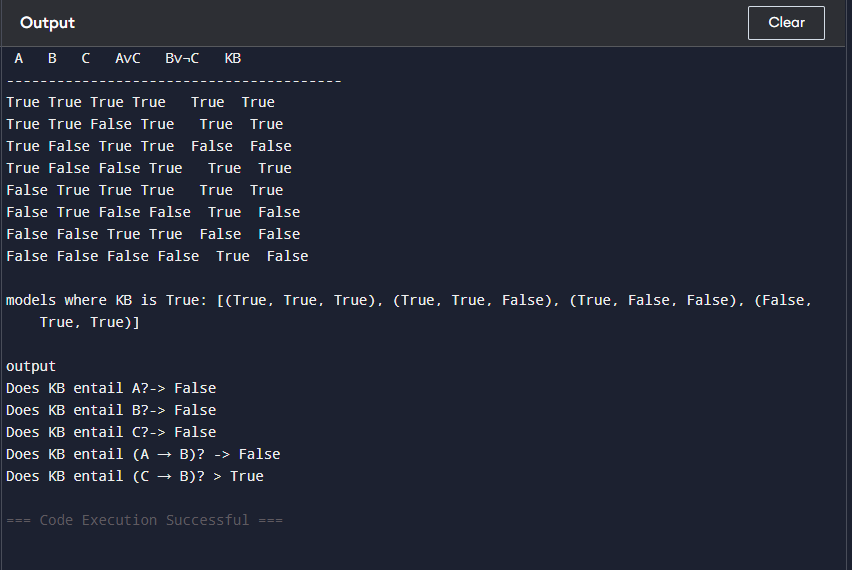 Output
Clear
A   B   C   AvC   Bv¬C   KB
----------------------------------------
True True True True   True  True
True True False True   True  True
True False True True  False  False
True False False True   True  True
False True True True   True  True
False True False False  True  False
False False True True  False  False
False False False False  True  False
models where KB is True: [(True, True, True), (True, True, False), (True, False, False), (False,
True, True)]
output
Does KB entail A?-> False
Does KB entail B?-> False
Does KB entail C?-> False
Does KB entail (A → B)? -> False
Does KB entail (C → B)? > True
=== Code Execution Successful ===